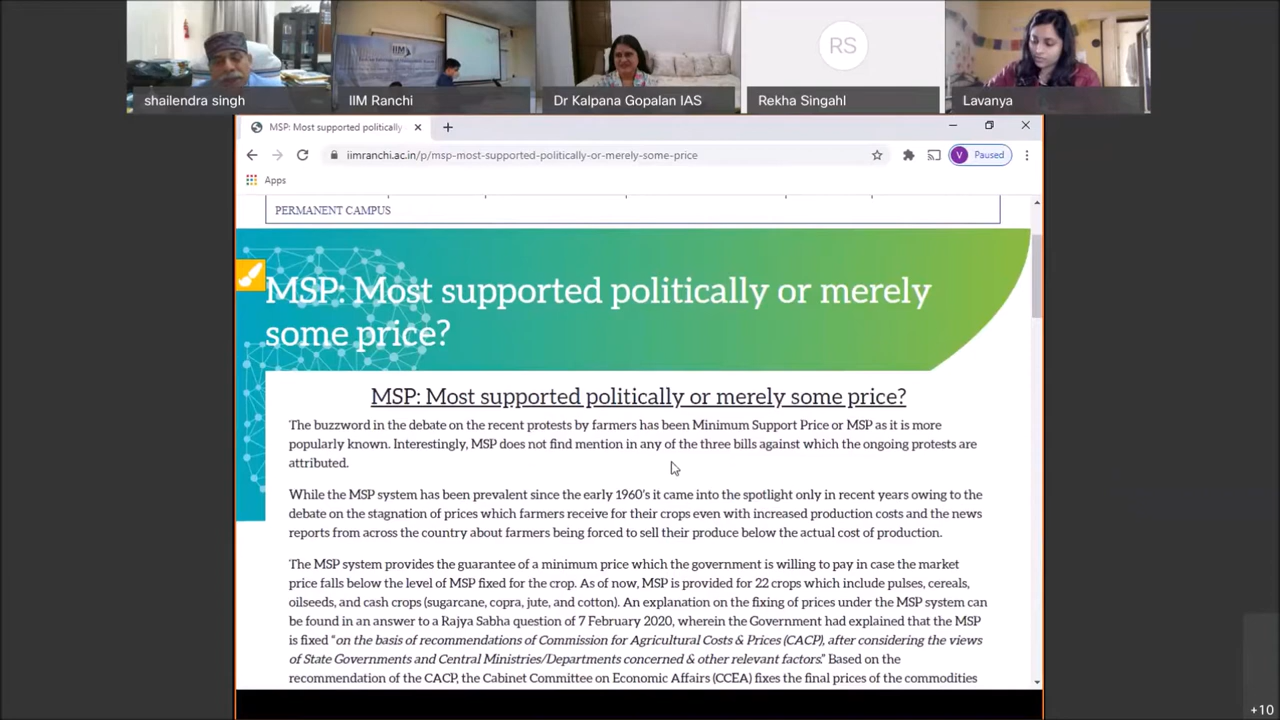 shailendra singh
IIM Ranchi
Dr Kalpana Gopalan IAS
RS
Rekha Singahl
Lavanya
IIM
MSP: Most supported politically
iimranchi.ac.in/p/msp-most-supported-politically-or-merely-some-price
V Paused
Apps
PERMANENT CAMPUS
MSP: Most supported politically or merely
some price?
MSP: Most supported politically or merely some price?
The buzzword in the debate on the recent protests by farmers has been Minimum Support Price or MSP as it is more
popularly known. Interestingly, MSP does not find mention in any of the three bills against which the ongoing protests are
attributed.
While the MSP system has been prevalent since the early 1960's it came into the spotlight only in recent years owing to the
debate on the stagnation of prices which farmers receive for their crops even with increased production costs and the news
reports from across the country about farmers being forced to sell their produce below the actual cost of production.
The MSP system provides the guarantee of a minimum price which the government is willing to pay in case the market
price falls below the level of MSP fixed for the crop. As of now, MSP is provided for 22 crops which include pulses, cereals,
oilseeds, and cash crops (sugarcane, copra, jute, and cotton). An explanation on the fixing of prices under the MSP system can
be found in an answer to a Rajya Sabha question of 7 February 2020, wherein the Government had explained that the MSP
is fixed "on the basis of recommendations of Commission for Agricultural Costs & Prices (CACP), after considering the views
of State Governments and Central Ministries/Departments concerned & other relevant factors." Based on the
recommendation of the CACP, the Cabinet Committee on Economic Affairs (CCEA) fixes the final prices of the commodities
+10